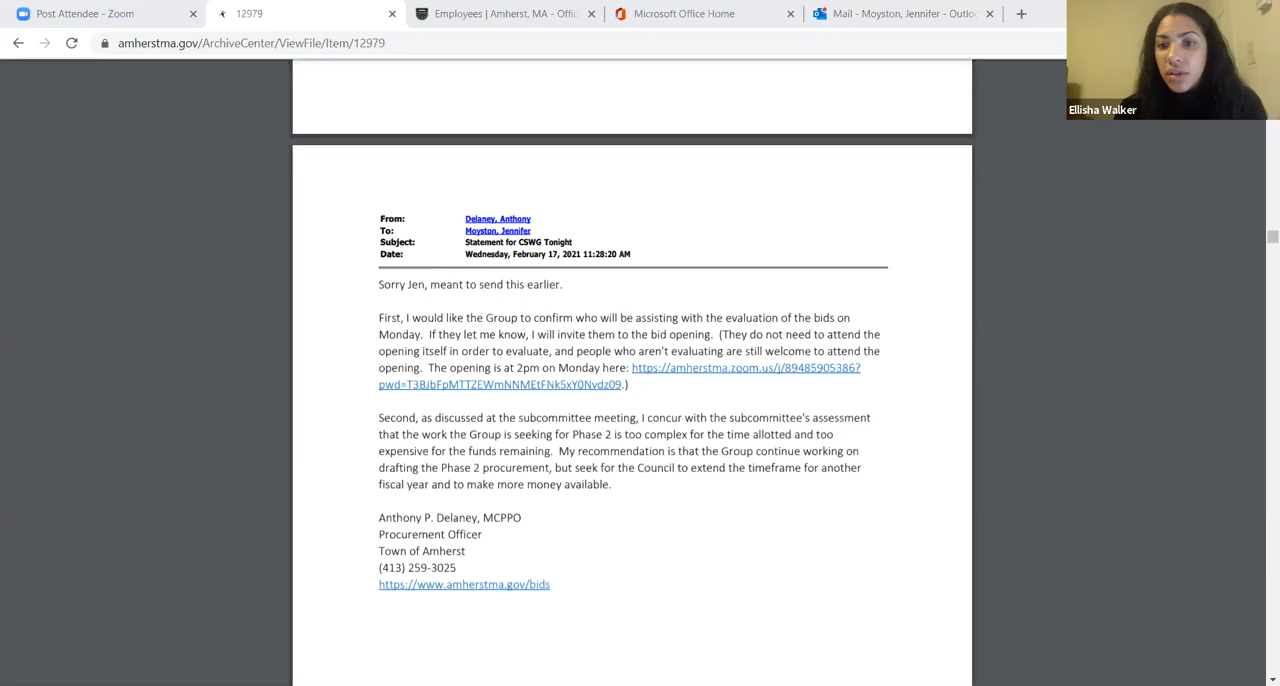 Post Attendee - Zoom
12979
Employees | Amherst, MA - Offic
Microsoft Office Home
Mail - Moyston, Jennifer - Outlo
amherstma.gov/ArchiveCenter/ViewFile/Item/12979
Ellisha Walker
From: Delaney, Anthony
To: Moyston, Jennifer
Subject: Statement for CSWG Tonight
Date: Wednesday, February 17, 2021 11:28:20 AM
Sorry Jen, meant to send this earlier.
First, I would like the Group to confirm who will be assisting with the evaluation of the bids on
Monday.  If they let me know, I will invite them to the bid opening.  (They do not need to attend the
opening itself in order to evaluate, and people who aren't evaluating are still welcome to attend the
opening.  The opening is at 2pm on Monday here: https://amherstma.zoom.us/j/89485905386?
pwd=T3BJbFpMTTZEWmNNMEtFNk5xY0Nvdz09.)
Second, as discussed at the subcommittee meeting, I concur with the subcommittee's assessment
that the work the Group is seeking for Phase 2 is too complex for the time allotted and too
expensive for the funds remaining.  My recommendation is that the Group continue working on
drafting the Phase 2 procurement, but seek for the Council to extend the timeframe for another
fiscal year and to make more money available.
Anthony P. Delaney, MCPPO
Procurement Officer
Town of Amherst
(413) 259-3025
https://www.amherstma.gov/bids